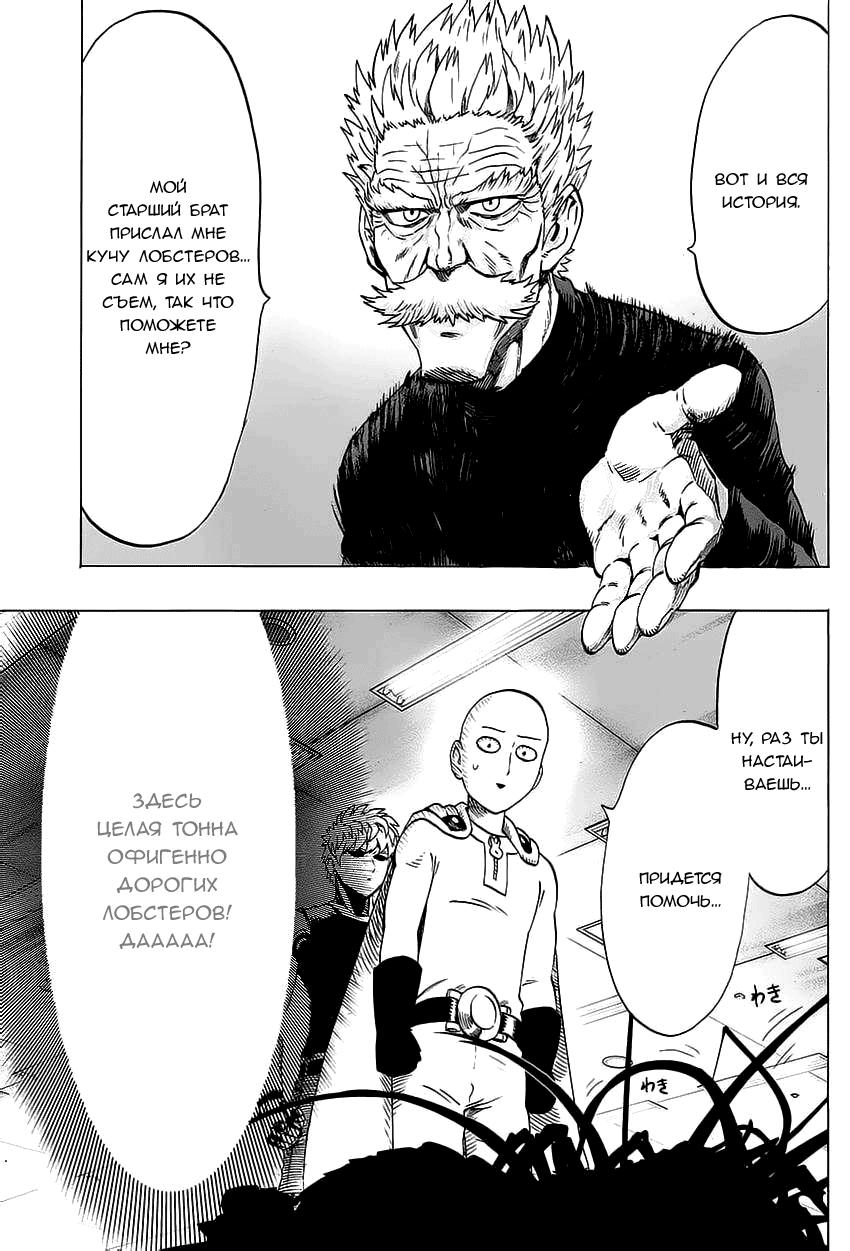 ВОТ И ВСЯ
ИСТОРИЯ.
МОЙ
СТАРШИЙ БРАТ
ПРИСЛАЛ МНЕ
КУЧУ ЛОБСТЕРОВ...
САМ Я ИХ НЕ
СЪЕМ, ТАК ЧТО
ПОМОЖЕТЕ
МНЕ?
НУ, РАЗ ТЫ
НАСТАИ-
ВАЕШЬ...
ПРИДЕТСЯ
ПОМОЧЬ...
わき
わき
ЗДЕСЬ
ЦЕЛАЯ ТОННА
ОФИГЕННО
ДОРОГИХ
ЛОБСТЕРОВ!
ДАААААА!